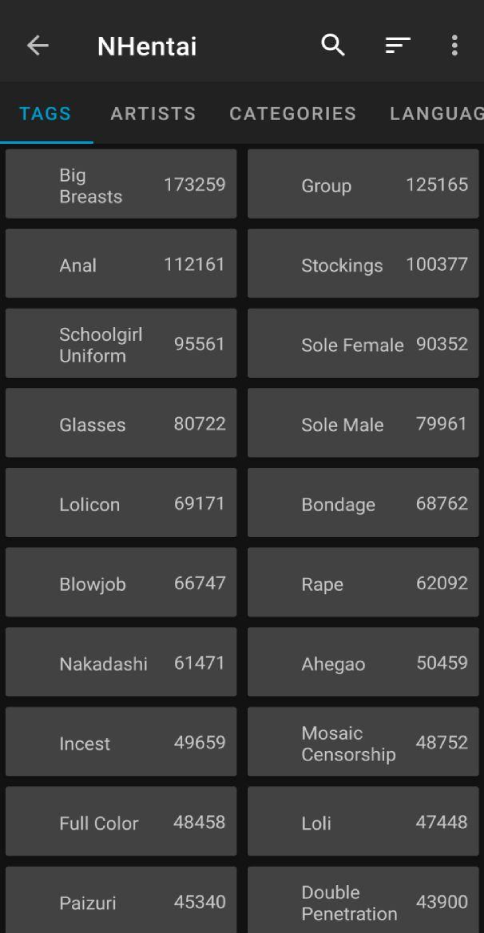 NHentai
TAGS ARTISTS CATEGORIES LANGUAG
Big
Breasts 173259
Group 125165
Anal 112161
Stockings 100377
Schoolgirl
Uniform 95561
Sole Female 90352
Glasses 80722
Sole Male 79961
Lolicon 69171
Bondage 68762
Blowjob 66747
Rape 62092
Nakadashi 61471
Ahegao 50459
Incest 49659
Mosaic
Censorship 48752
Full Color 48458
Loli 47448
Paizuri 45340
Double
Penetration 43900